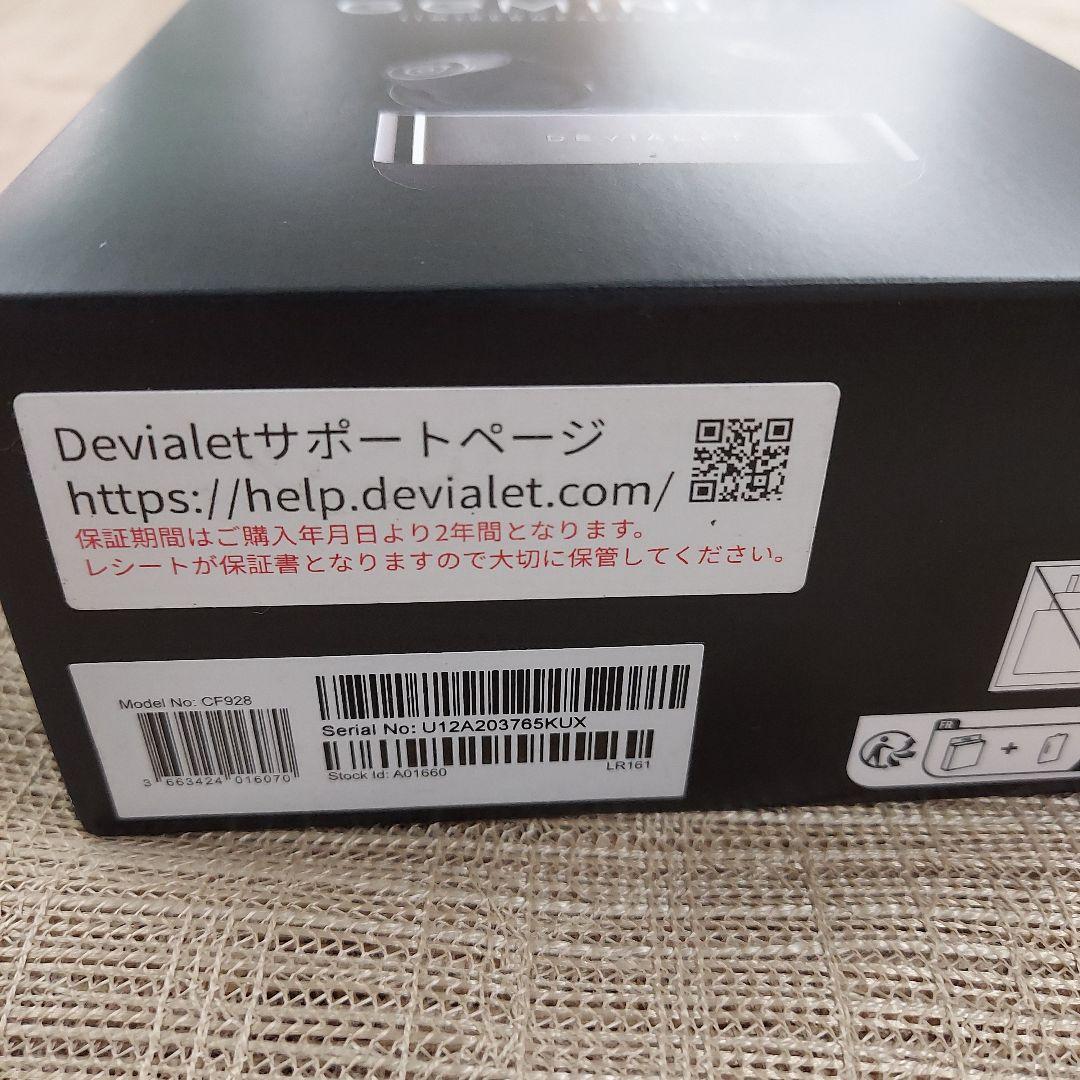 DEVIALET
Devialetサポートページ
https://help.devialet.com/
保証期間はご購入年月日より2年間となります。
レシートが保証書となりますので大切に保管してください。
Model No: CF928
3 663424 016070
Serial No: U12A203765KUX
Stock Id: A01660
LR161
FR
+